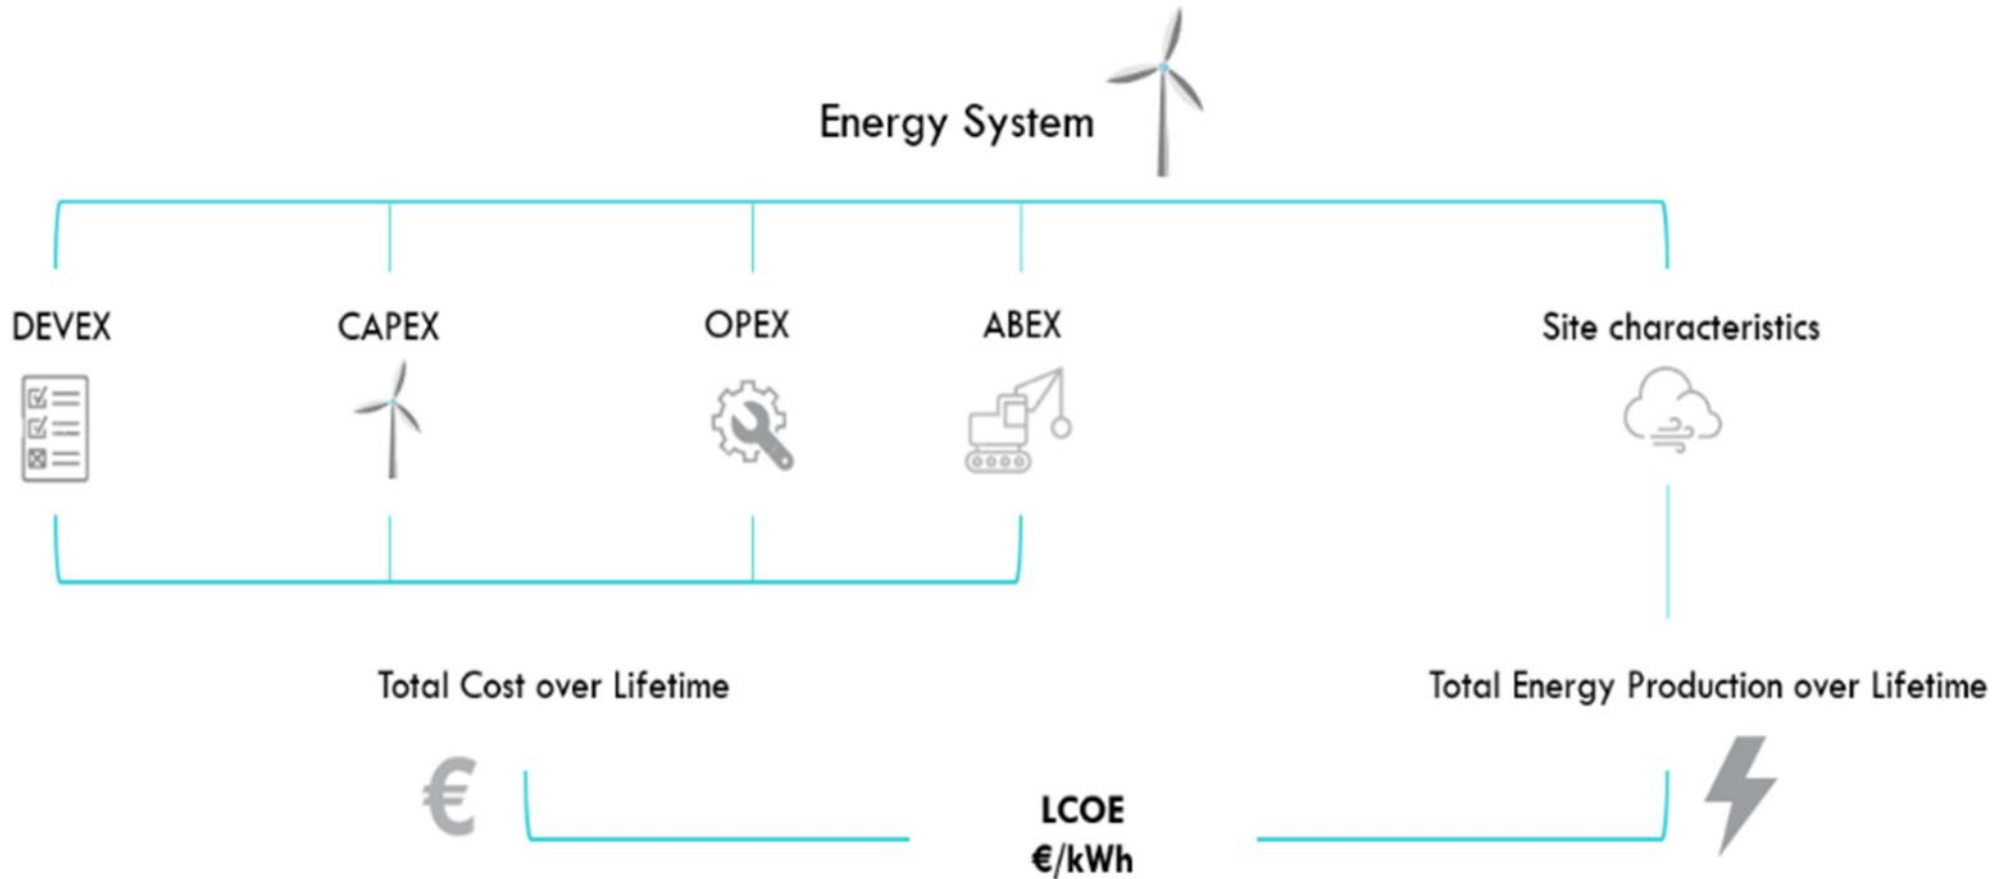 Energy System
DEVEX
CAPEX
OPEX
ABEX
Site characteristics
Total Cost over Lifetime
Total Energy Production over Lifetime
€
LCOE
€/kWh